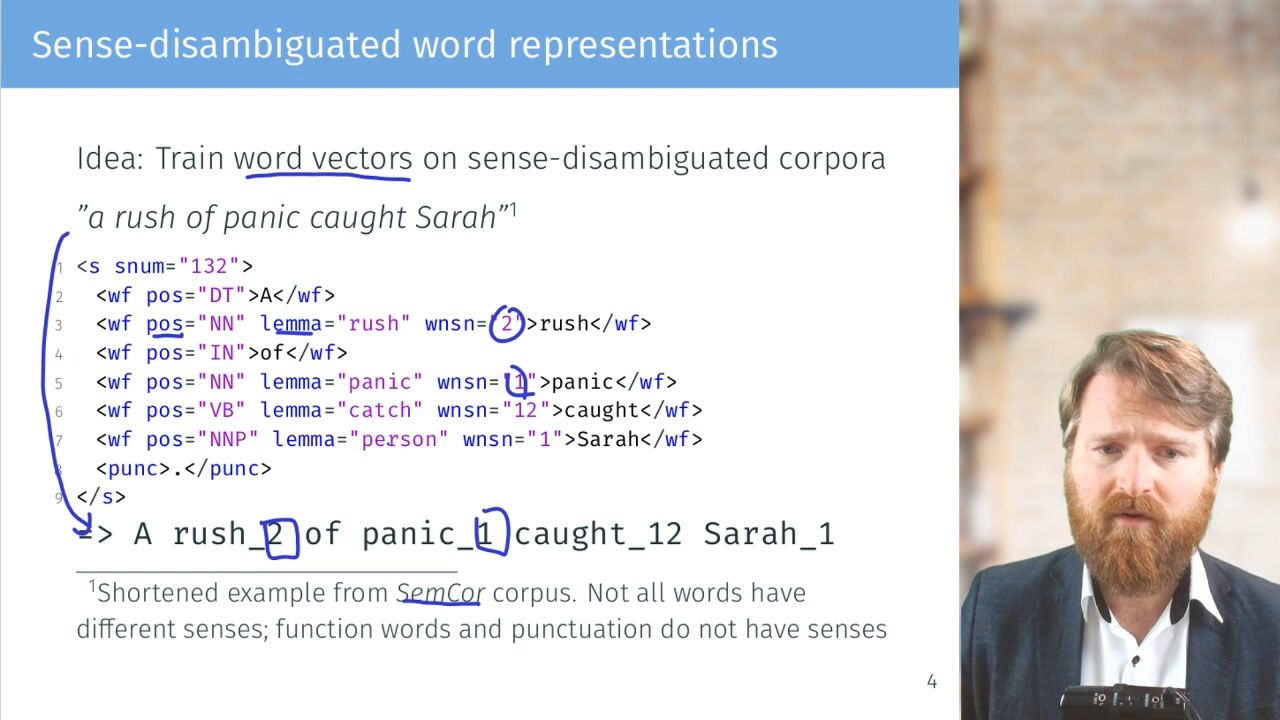 Sense-disambiguated word representations
Idea: Train word vectors on sense-disambiguated corpora
”a rush of panic caught Sarah”1
1 <s snum="132">
2 <wf pos="DT">A</wf>
3 <wf pos="NN" lemma="rush" wnsn="2">rush</wf>
4 <wf pos="IN">of</wf>
5 <wf pos="NN" lemma="panic" wnsn="1">panic</wf>
6 <wf pos="VB" lemma="catch" wnsn="12">caught</wf>
7 <wf pos="NNP" lemma="person" wnsn="1">Sarah</wf>
8 <punc>.</punc>
9 </s>
=> A rush_2 of panic_1 caught_12 Sarah_1
1Shortened example from SemCor corpus. Not all words have
different senses; function words and punctuation do not have senses
4